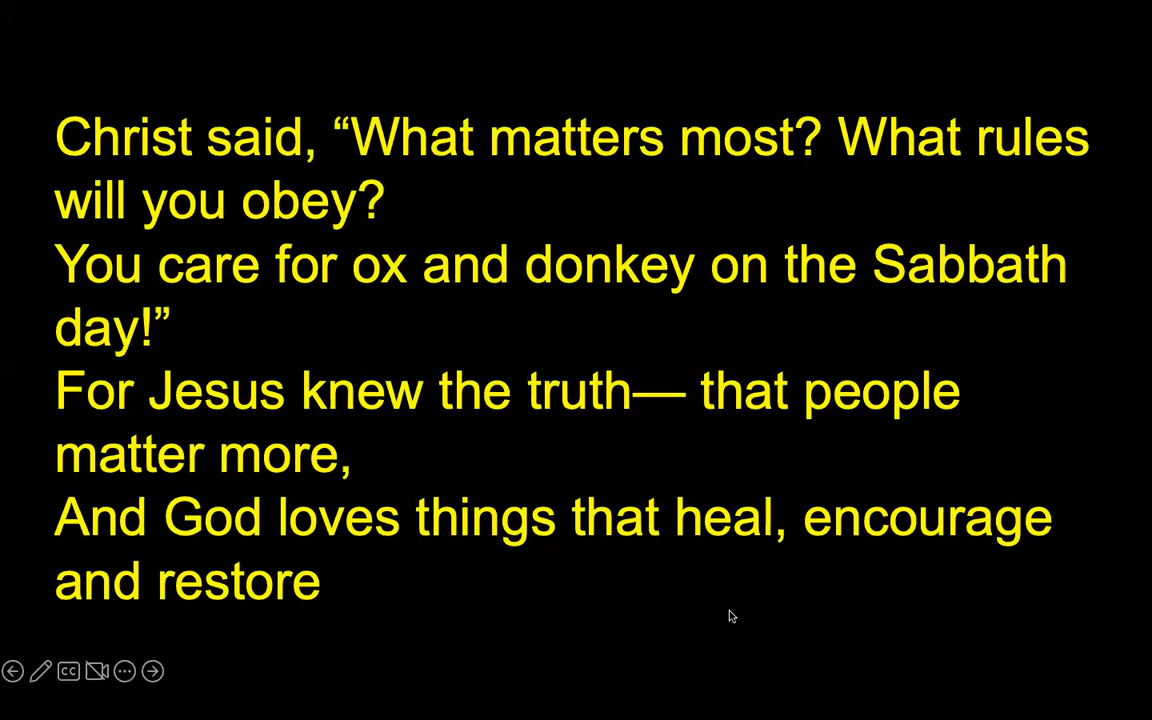 Christ said, “What matters most? What rules
will you obey?
You care for ox and donkey on the Sabbath
day!”
For Jesus knew the truth— that people
matter more,
And God loves things that heal, encourage
and restore
CC